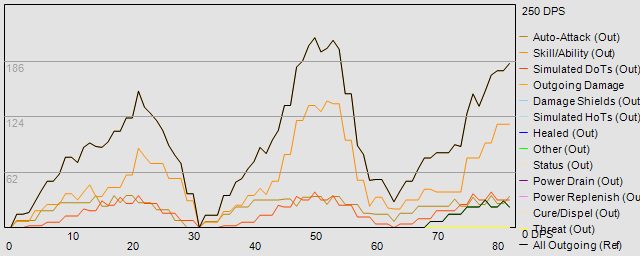 250 DPS
186
124
62
Auto-Attack (Out)
Skill/Ability (Out)
Simulated DoTs (Out)
Outgoing Damage
Damage Shields (Out)
Simulated HoTs (Out)
Healed (Out)
Other (Out)
Status (Out)
Power Drain (Out)
Power Replenish (Ou
Cure/Dispel (Out)
Threat (Out)
0 DPS
All Outgoing (Ref)
0 10 20 30 40 50 60 70 80